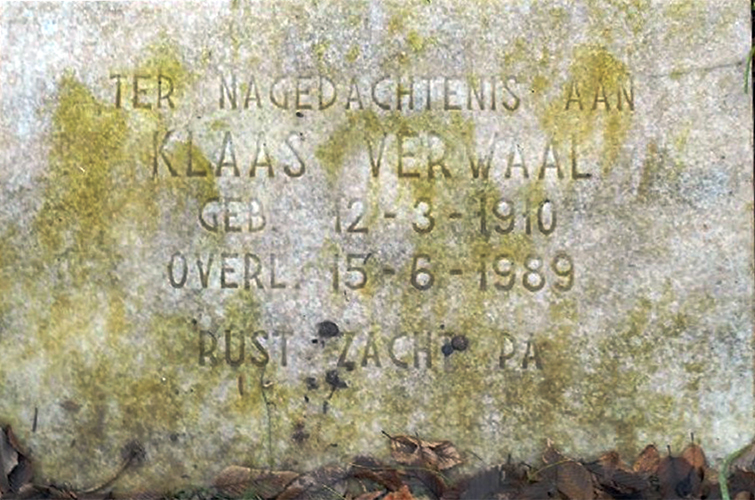 TER NAGEDACHTENIS AAN
KLAAS VERWAAL
GEB. 12-3-1910
OVERL. 15-6-1989
RUST ZACHT PA